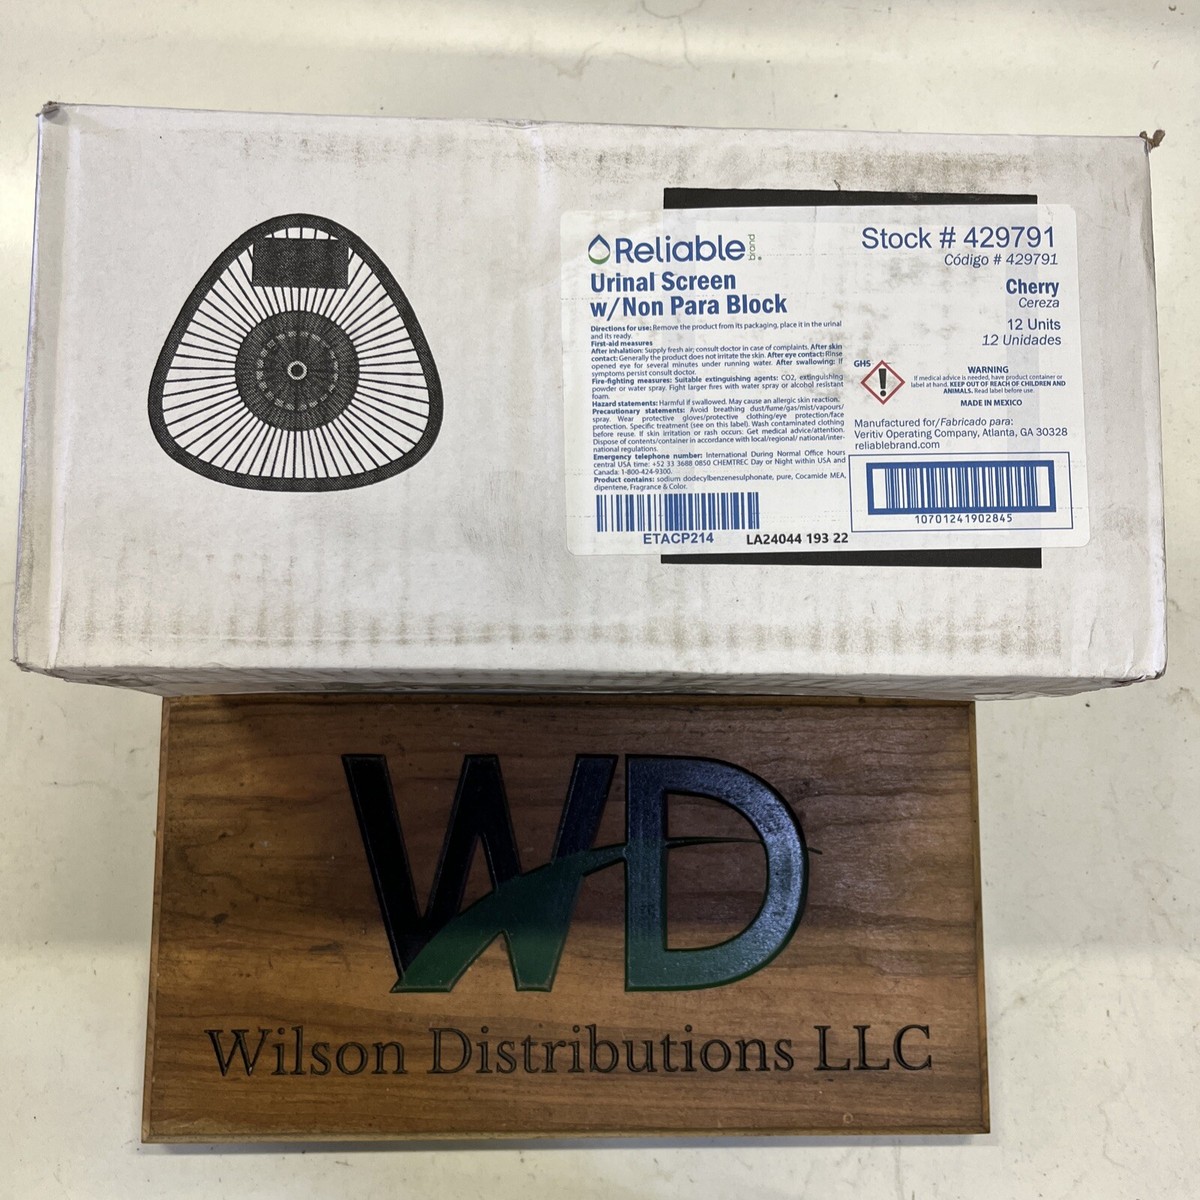 Reliable brand.
Urinal Screen
w/Non Para Block
Directions for use: Remove the product from its packaging, place it in the urinal
and its ready.
First-aid measures
After inhalation: Supply fresh air; consult doctor in case of complaints. After skin
contact: Generally the product does not irritate the skin. After eye contact: Rinse
opened eye for several minutes under running water. After swallowing: If
symptoms persist consult doctor.
Fire-fighting measures: Suitable extinguishing agents: CO2, extinguishing
powder or water spray. Fight larger fires with water spray or alcohol resistant
foam.
Hazard statements: Harmful if swallowed. May cause an allergic skin reaction.
Precautionary statements: Avoid breathing dust/fume/gas/mist/vapours/
spray. Wear protective gloves/protective clothing/eye protection/face
protection. Specific treatment (see on this label). Wash contaminated clothing
before reuse. If skin irritation or rash occurs: Get medical advice/attention.
Dispose of contents/container in accordance with local/regional/ national/inter-
national regulations.
Emergency telephone number: International During Normal Office hours
central USA time: +52 33 3688 0850 CHEMTREC Day or Night within USA and
Canada: 1-800-424-9300.
Product contains: sodium dodecylbenzenesulphonate, pure, Cocamide MEA,
dipentene, Fragrance & Color.
ETACP214
LA24044 193 22
Stock # 429791
Código # 429791
Cherry
Cereza
12 Units
12 Unidades
GHS
WARNING
If medical advice is needed, have product container or
label at hand. KEEP OUT OF REACH OF CHILDREN AND
ANIMALS. Read label before use.
MADE IN MEXICO
Manufactured for/Fabricado para:
Veritiv Operating Company, Atlanta, GA 30328
reliablebrand.com
10701241902845
WD
Wilson Distributions LLC